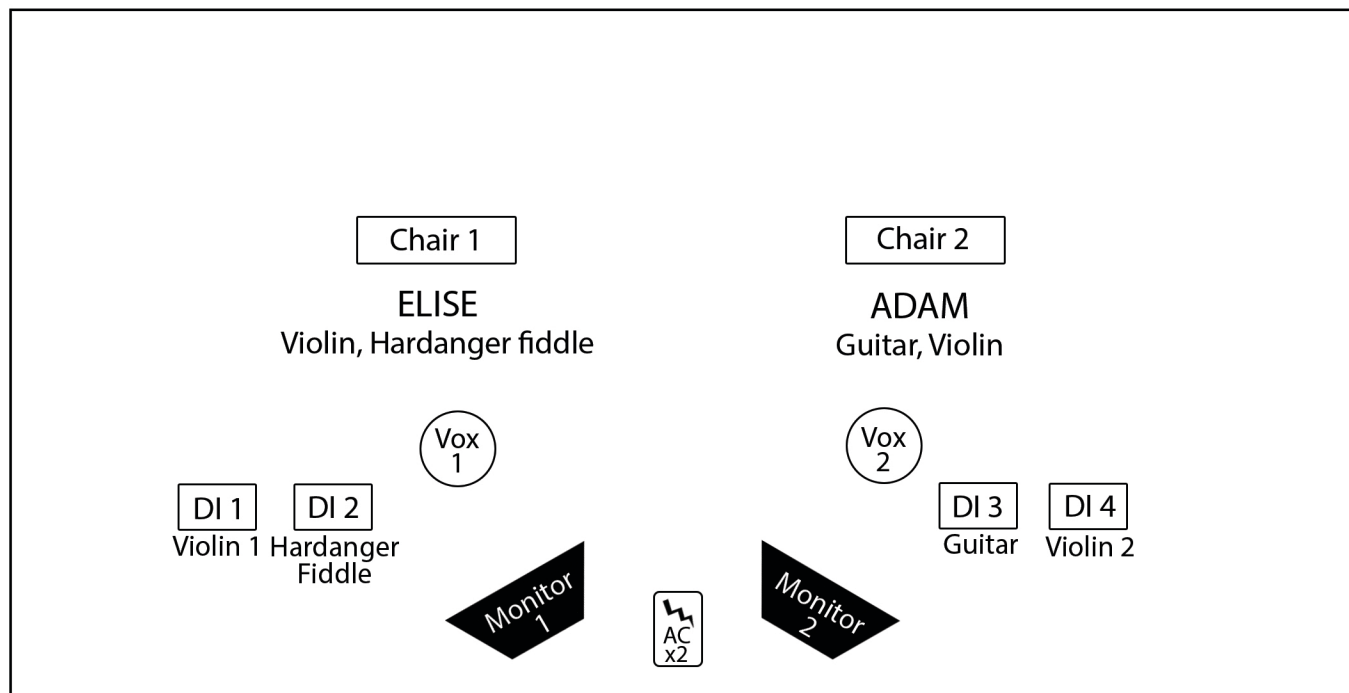 Chair 1
Chair 2
ELISE
Violin, Hardanger fiddle
ADAM
Guitar, Violin
Vox
1
Vox
2
DI 1
Violin 1
DI 2
Hardanger
Fiddle
DI 3
Guitar
DI 4
Violin 2
Monitor
1
AC
x2
Monitor
2